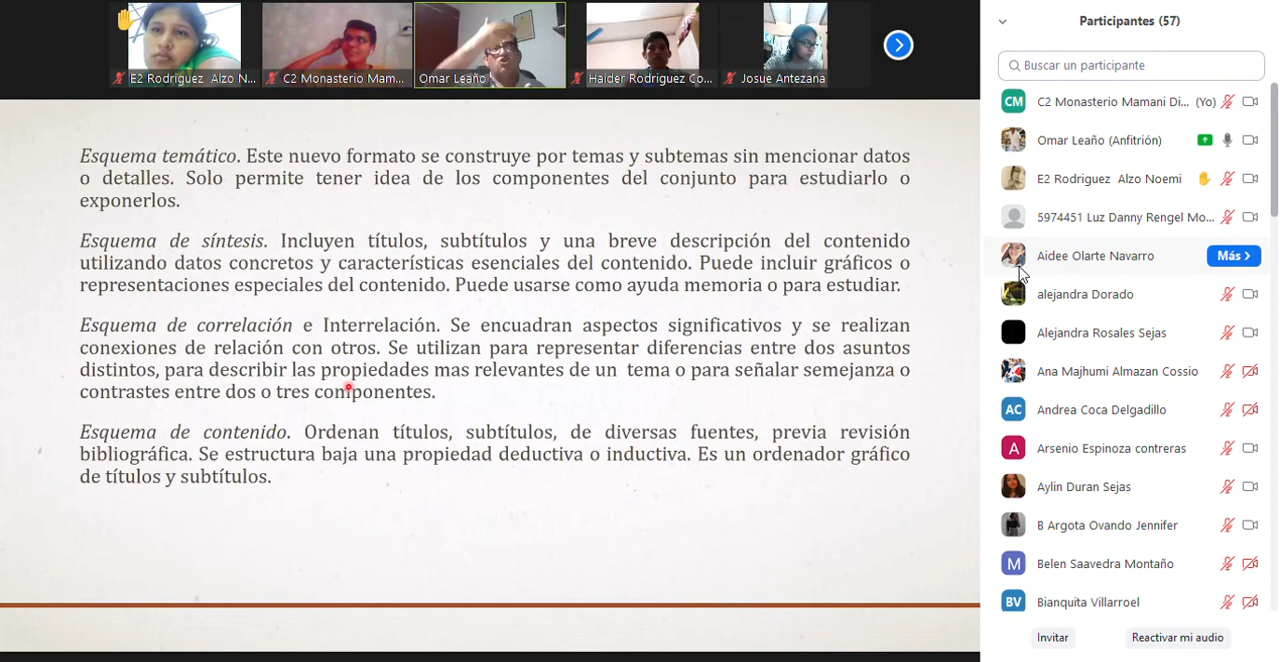 E2 Rodriguez Alzo N...
C2 Monasterio Mam...
Omar Leaño
Haider Rodriguez Co...
Josue Antezana
Esquema temático. Este nuevo formato se construye por temas y subtemas sin mencionar datos
o detalles. Solo permite tener idea de los componentes del conjunto para estudiarlo o
exponerlos.
Esquema de síntesis. Incluyen títulos, subtítulos y una breve descripción del contenido
utilizando datos concretos y características esenciales del contenido. Puede incluir gráficos o
representaciones especiales del contenido. Puede usarse como ayuda memoria o para estudiar.
Esquema de correlación e Interrelación. Se encuadran aspectos significativos y se realizan
conexiones de relación con otros. Se utilizan para representar diferencias entre dos asuntos
distintos, para describir las propiedades mas relevantes de un tema o para señalar semejanza o
contrastes entre dos o tres componentes.
Esquema de contenido. Ordenan títulos, subtítulos, de diversas fuentes, previa revisión
bibliográfica. Se estructura baja una propiedad deductiva o inductiva. Es un ordenador gráfico
de títulos y subtítulos.
Participantes (57)
Buscar un participante
CM C2 Monasterio Mamani Di... (Yo)
Omar Leaño (Anfitrión)
E2 Rodriguez Alzo Noemi
5974451 Luz Danny Rengel Mo...
Aidee Olarte Navarro Más >
alejandra Dorado
Alejandra Rosales Sejas
Ana Majhumi Almazan Cossio
AC Andrea Coca Delgadillo
A Arsenio Espinoza contreras
Aylin Duran Sejas
B Argota Ovando Jennifer
M Belen Saavedra Montaño
BV Bianquita Villarroel
Invitar Reactivar mi audio